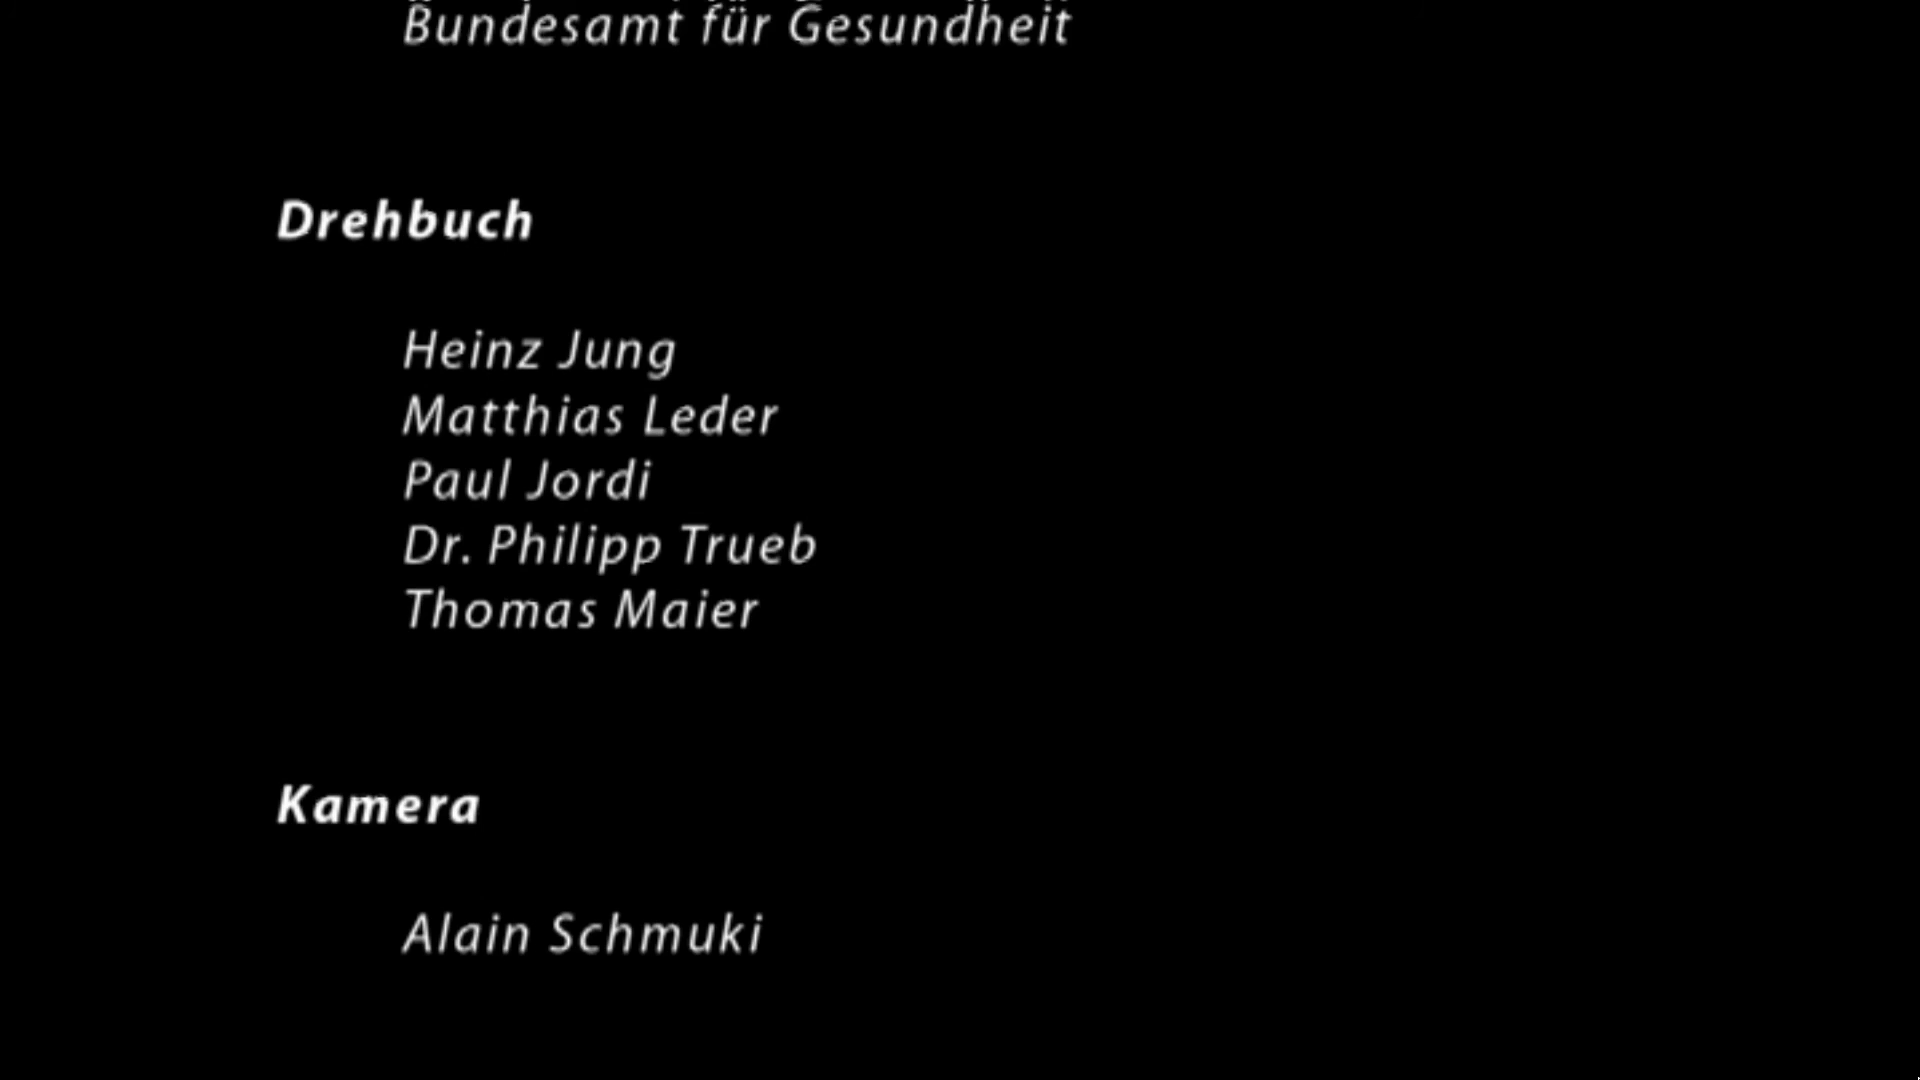 Bundesamt für Gesundheit
Drehbuch
Heinz Jung
Matthias Leder
Paul Jordi
Dr. Philipp Trueb
Thomas Maier
Kamera
Alain Schmuki